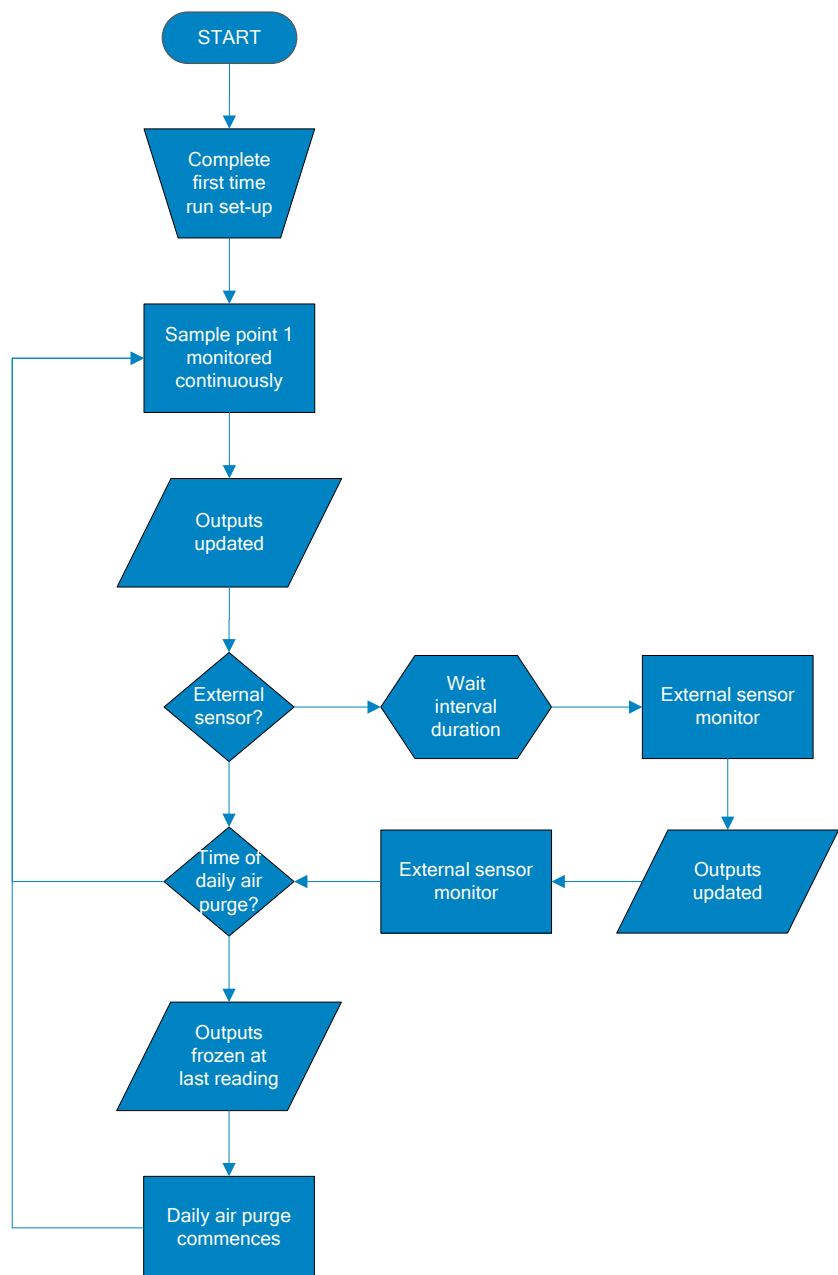 START
Complete
first time
run set-up
Sample point 1
monitored
continuously
Outputs
updated
External
sensor?
Wait
interval
duration
External sensor
monitor
Time of
daily air
purge?
External sensor
monitor
Outputs
updated
Outputs
frozen at
last reading
Daily air purge
commences